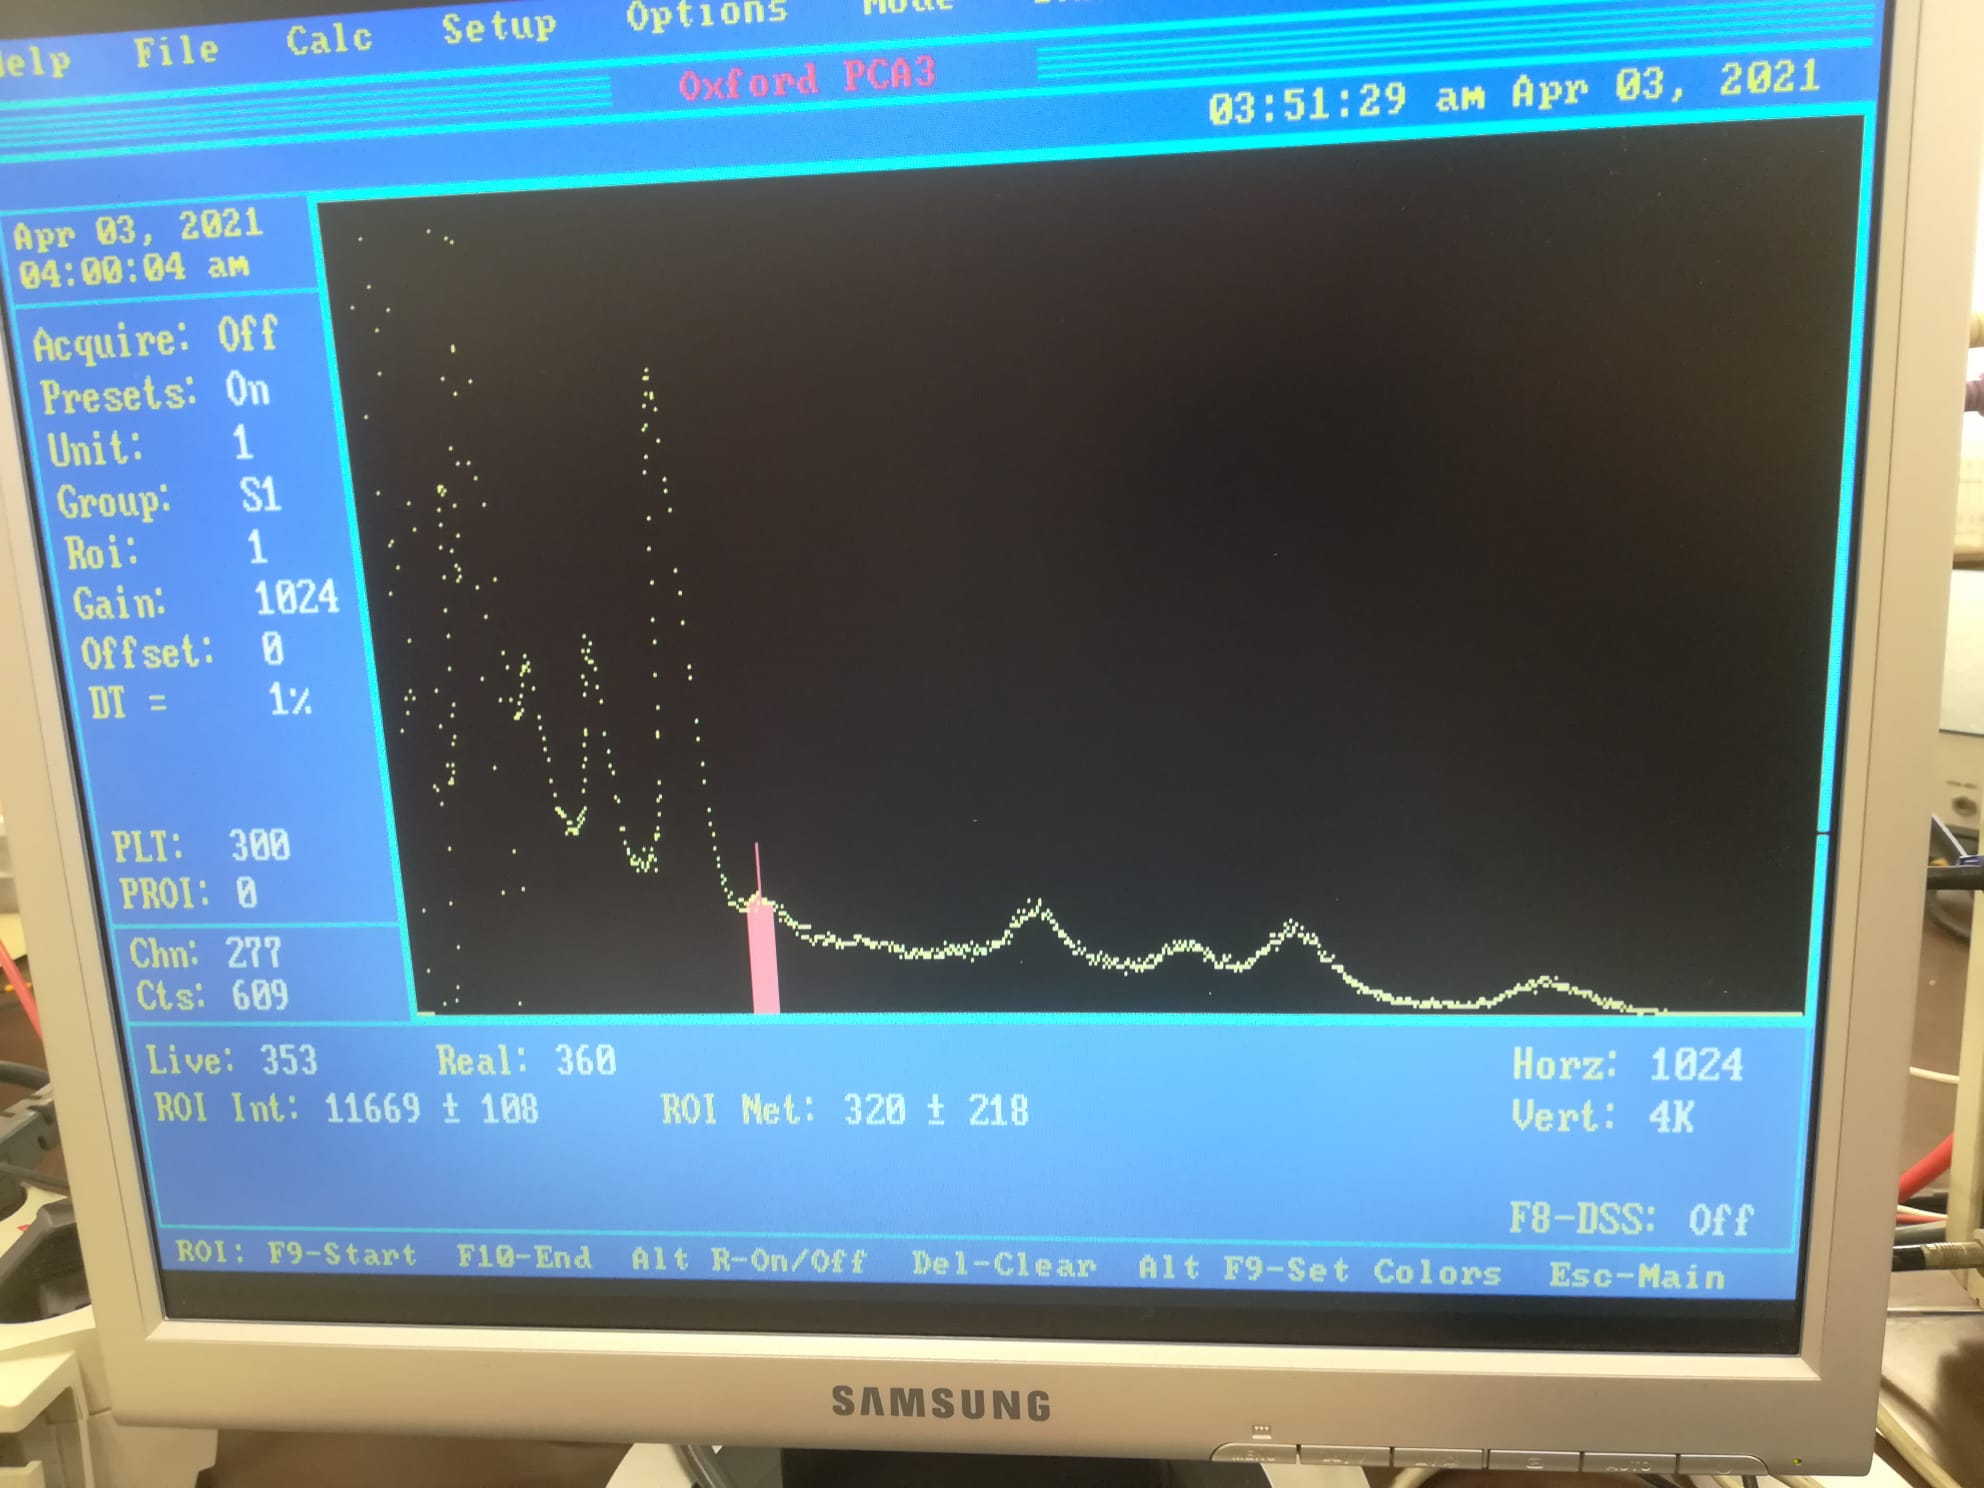 Help File Calc Setup Options Mode
Oxford PCA3
03:51:29 am Apr 03, 2021
Apr 03, 2021
04:00:04 am
Acquire: Off
Presets: On
Unit: 1
Group: S1
Roi: 1
Gain: 1024
Offset: 0
DT = 1%
PLT: 300
PROI: 0
Chn: 277
Cts: 609
Live: 353 Real: 360 Horz: 1024
ROI Int: 11669 ± 108 ROI Net: 320 ± 218 Vert: 4K
F8-DSS: Off
ROI: F9-Start F10-End Alt R-On/Off Del-Clear Alt F9-Set Colors Esc-Main
SAMSUNG